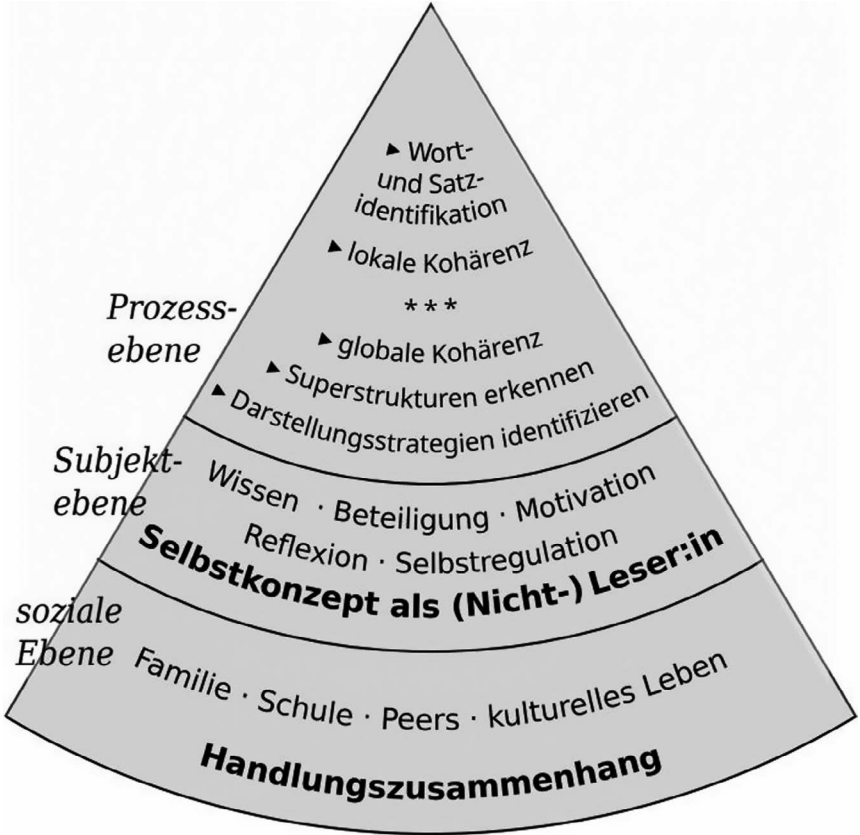 ▸ Wort-
und Satz-
identifikation
▸ lokale Kohärenz
***
▸ globale Kohärenz
▸ Superstrukturen erkennen
▸ Darstellungsstrategien identifizieren
Prozess-
ebene
Subjekt-
ebene
Wissen · Beteiligung · Motivation
Reflexion · Selbstregulation
Selbstkonzept als (Nicht-) Leser:in
soziale
Ebene
Familie · Schule · Peers · kulturelles Leben
Handlungszusammenhang